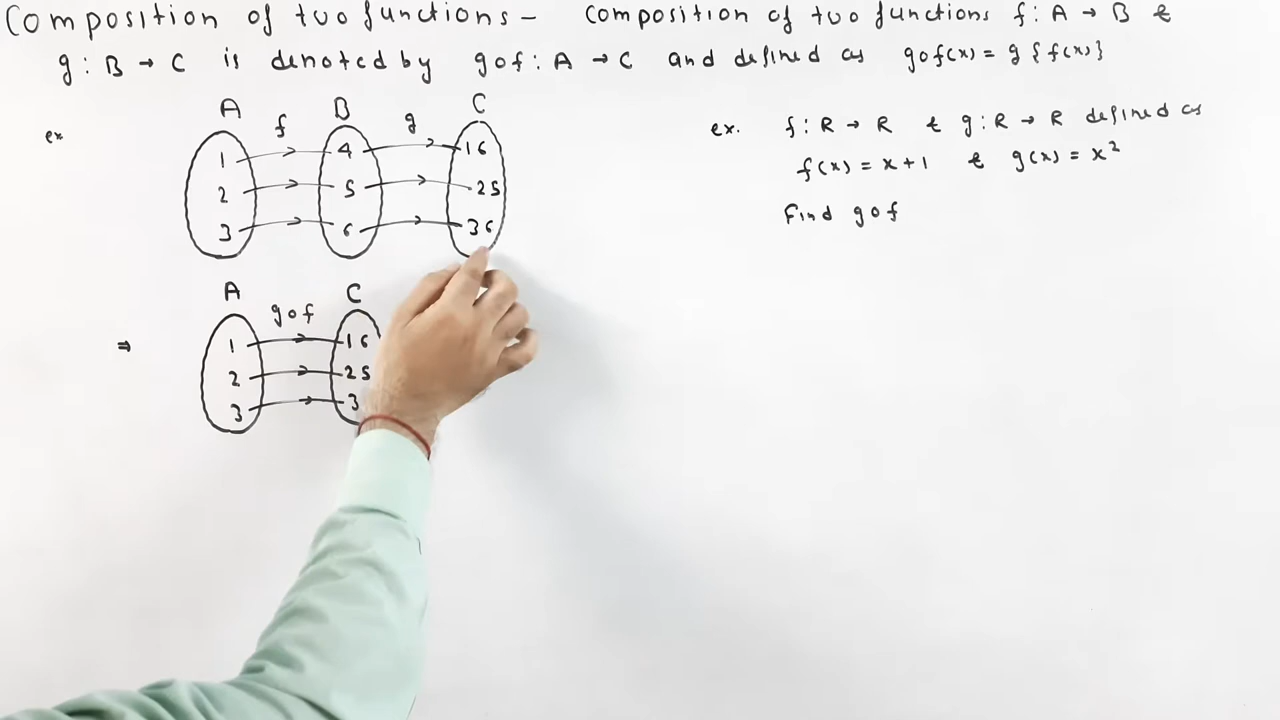 Composition of two functions - Composition of two functions f : A → B &
g : B → C is denoted by gof : A → C and defined as gof(x) = g {f(x)}
ex
A f B g C
1 4 16
2 5 25
3 6 36
⇒
A gof C
1 16
2 25
3 3
ex. f : R → R & g : R → R defined as
f(x) = x + 1 & g(x) = x²
Find gof